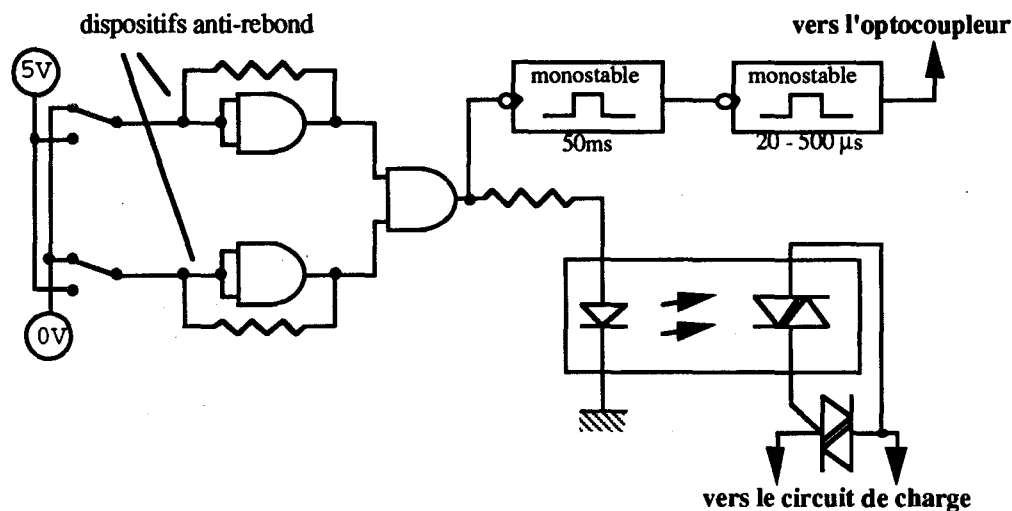 dispositifs anti-rebond
vers l'optocoupleur
5V
monostable
monostable
50ms
20 - 500 µs
0V
vers le circuit de charge